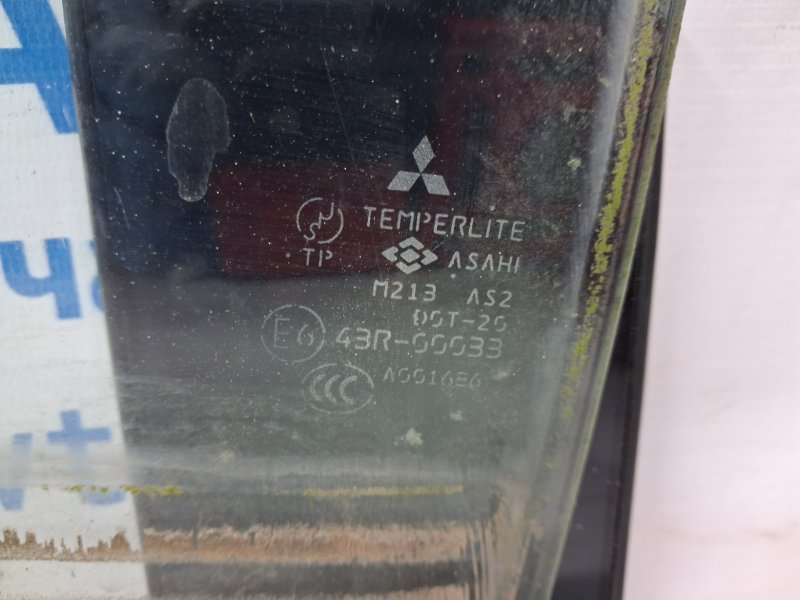 TEMPERLITE
TP
ASAHI
M213 AS2
DOT-20
E6 43R-00033
CCC A001686